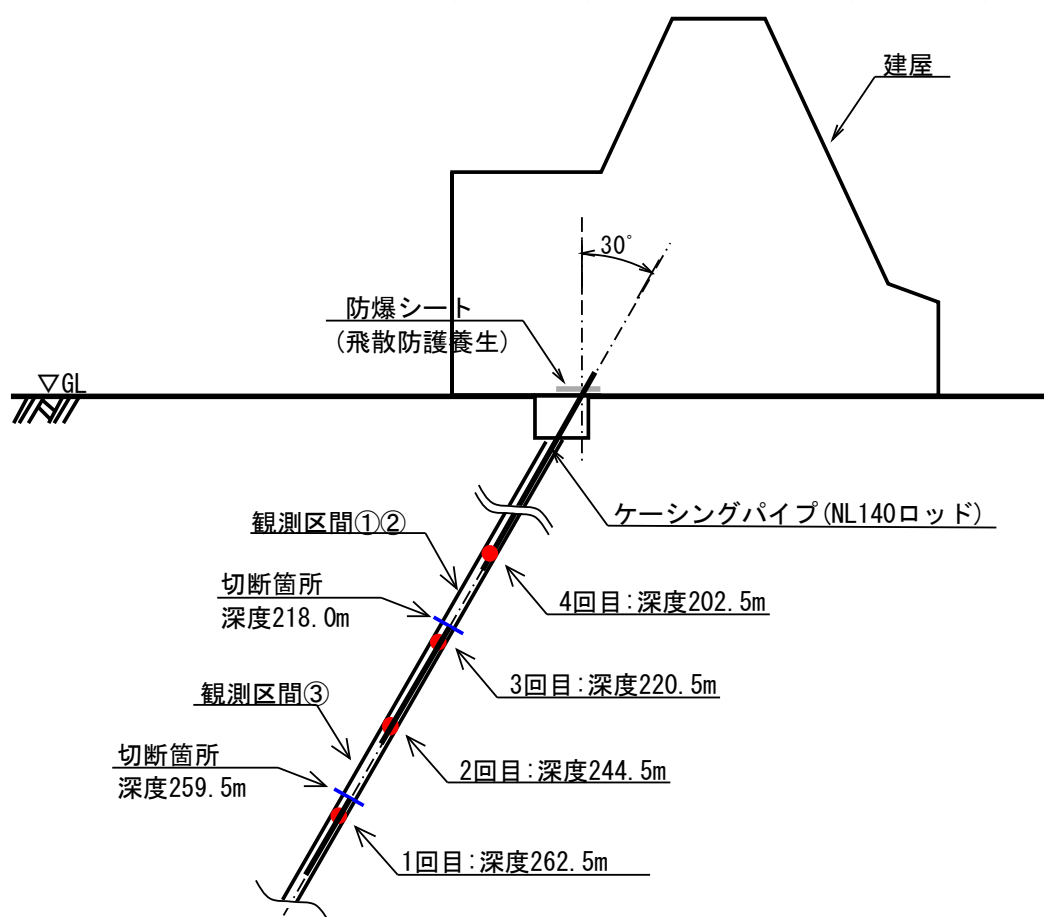 建屋
30°
防爆シート
(飛散防護養生)
▽GL
ケーシングパイプ(NL140ロッド)
観測区間①②
切断箇所
深度218.0m
4回目:深度202.5m
3回目:深度220.5m
観測区間③
切断箇所
深度259.5m
2回目:深度244.5m
1回目:深度262.5m